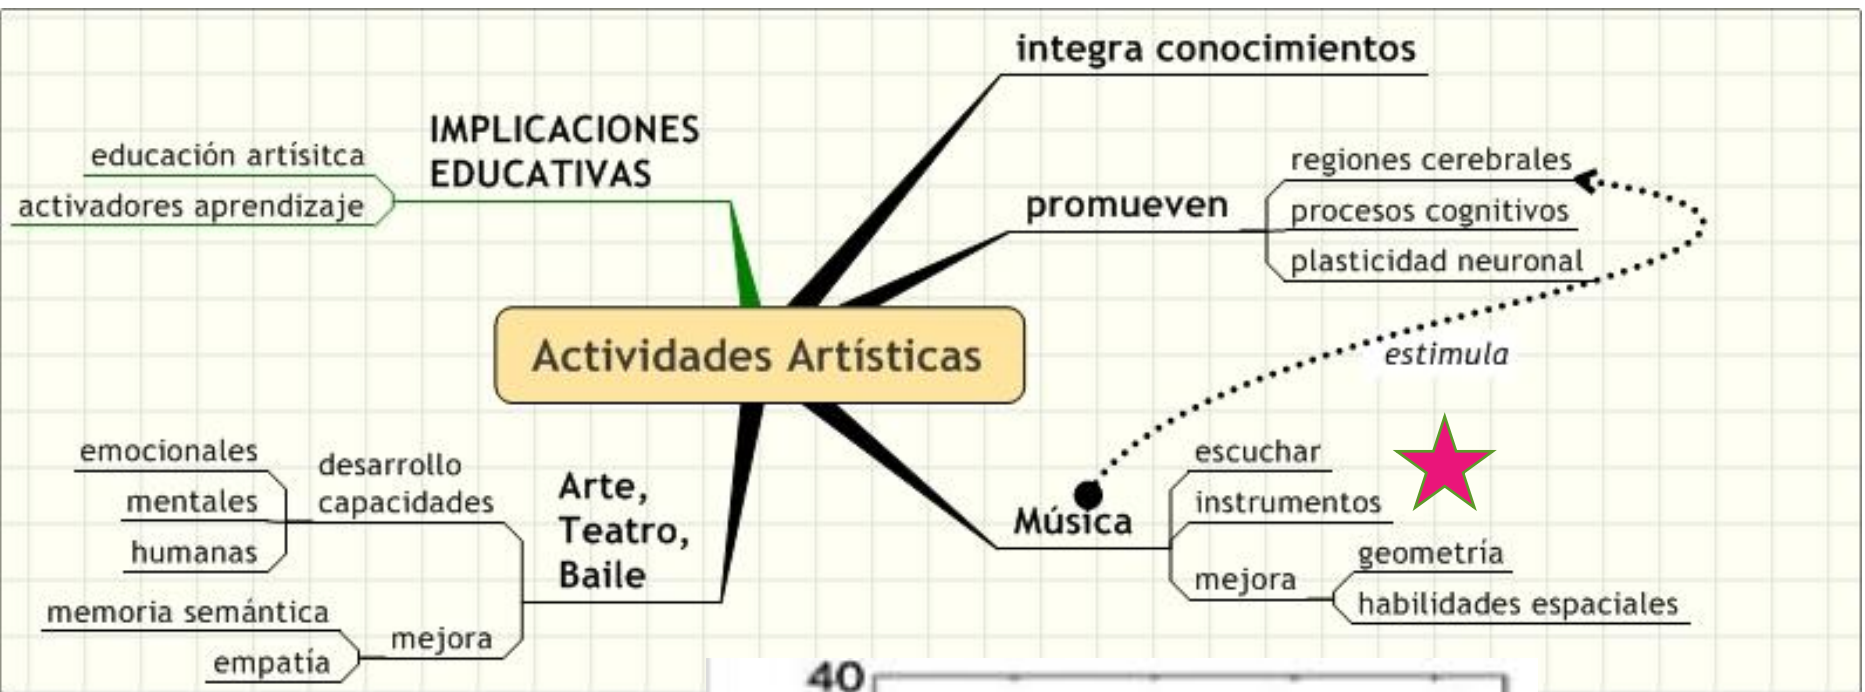 integra conocimientos
IMPLICACIONES
EDUCATIVAS
educación artísitca
activadores aprendizaje
promueven
regiones cerebrales
procesos cognitivos
plasticidad neuronal
Actividades Artísticas
estimula
Música
escuchar
instrumentos
mejora
geometría
habilidades espaciales
Arte,
Teatro,
Baile
desarrollo
capacidades
emocionales
mentales
humanas
mejora
memoria semántica
empatía
40